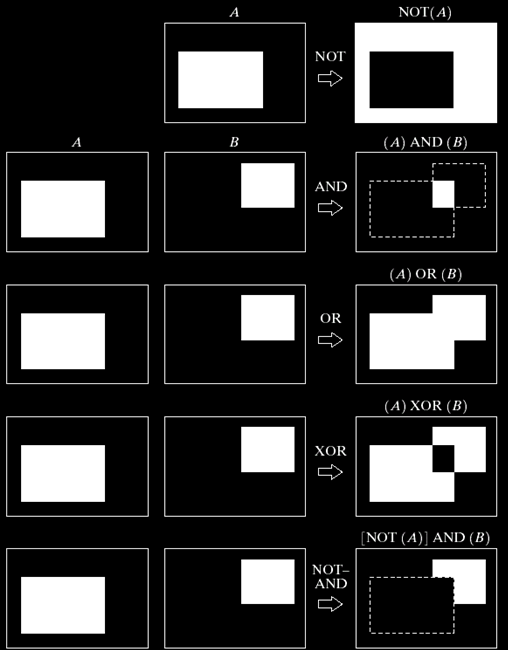 A
NOT(A)
NOT
A
B
(A) AND (B)
AND
(A) OR (B)
OR
(A) XOR (B)
XOR
[NOT (A)] AND (B)
NOT–
AND